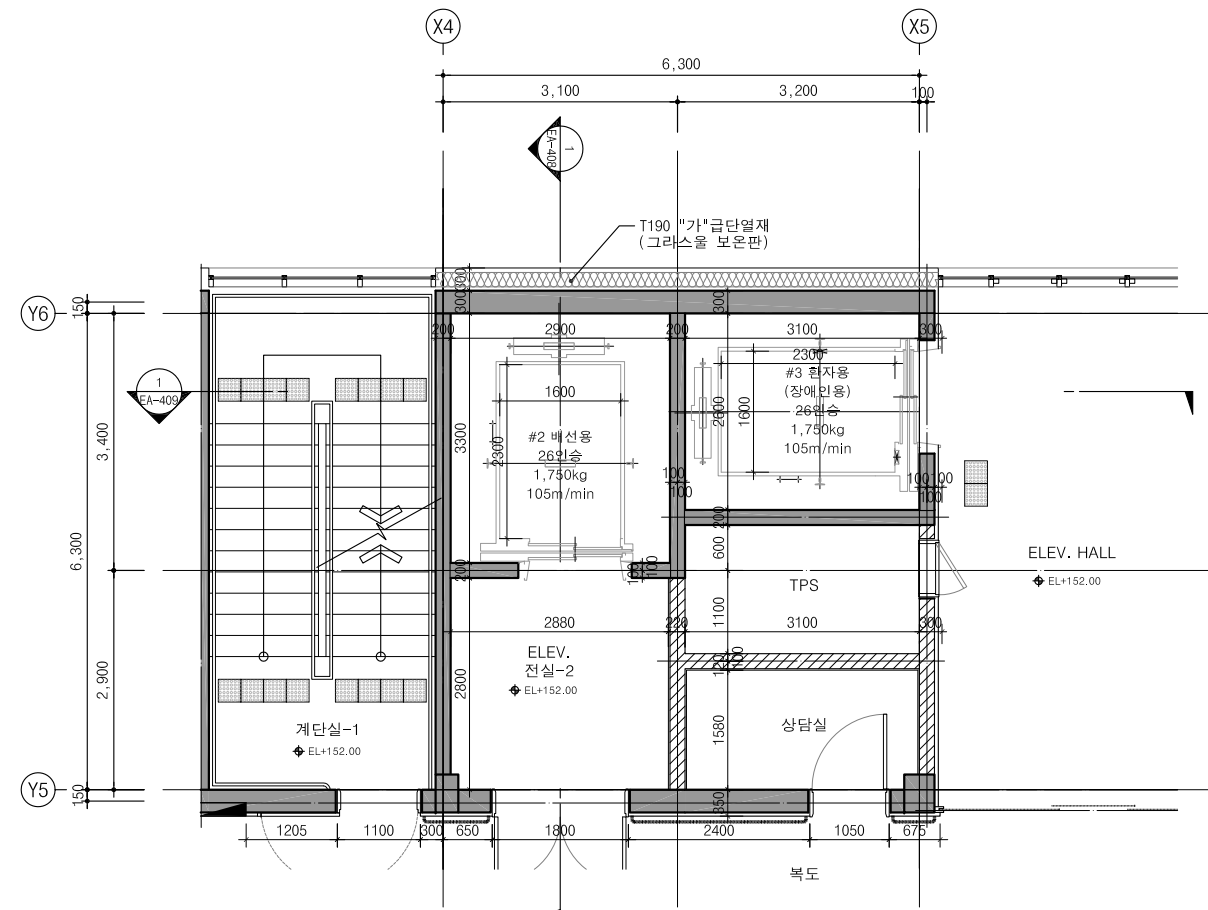 X4
X5
6,300
3,100
3,200
100
EA-408
1
T190 "가"급단열재
(그라스울 보온판)
300
300
300
150
Y6
200
2900
200
3100
300
2300
#3 환자용
(장애인용)
26인승
1,750kg
105m/min
2600
1600
1
EA-409
1600
3,400
3300
2300
#2 배선용
26인승
1,750kg
105m/min
100
100
100
100
100
200
600
6,300
200
100
100
TPS
ELEV. HALL
EL+152.00
1100
2880
220
3100
300
ELEV.
전실-2
EL+152.00
120
100
2,900
2800
1580
계단실-1
EL+152.00
상담실
Y5
150
350
1205
1100
300
650
1800
2400
1050
675
복도